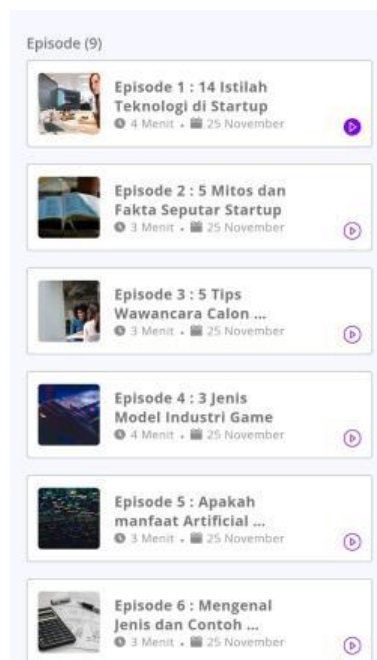 Episode (9)
Episode 1 : 14 Istilah
Teknologi di Startup
4 Menit . 25 November
Episode 2 : 5 Mitos dan
Fakta Seputar Startup
3 Menit . 25 November
Episode 3 : 5 Tips
Wawancara Calon ...
3 Menit . 25 November
Episode 4 : 3 Jenis
Model Industri Game
4 Menit . 25 November
Episode 5 : Apakah
manfaat Artificial ...
3 Menit . 25 November
Episode 6 : Mengenal
Jenis dan Contoh ...
3 Menit . 25 November